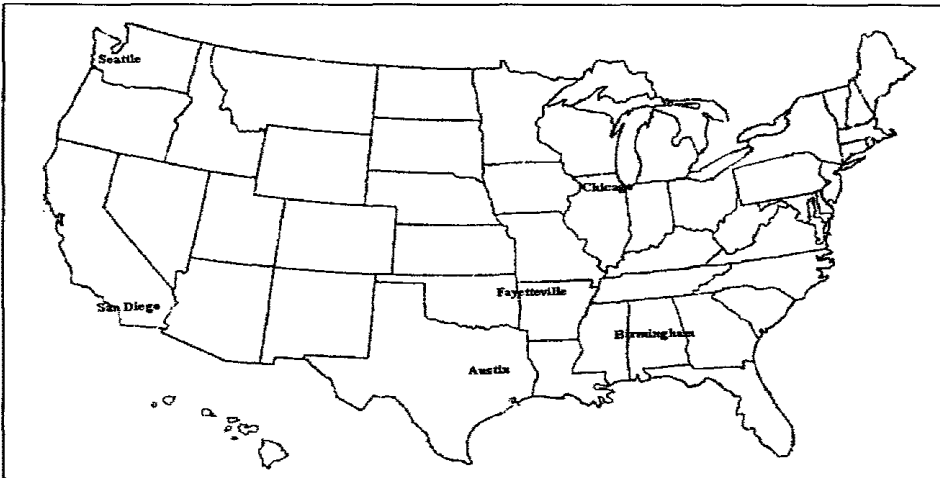 Seattle
Chicago
Fayetteville
San Diego
Birmingham
Austin